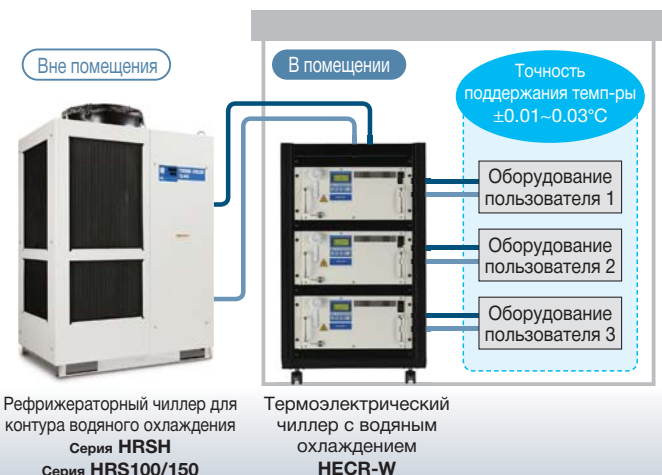 Вне помещения
В помещении
Точность
поддержания темп-ры
±0.01~0.03°C
Оборудование
пользователя 1
Оборудование
пользователя 2
Оборудование
пользователя 3
Рефрижераторный чиллер для
контура водяного охлаждения
Серия HRSH
Серия HRS100/150
Термоэлектрический
чиллер с водяным
охлаждением
HECR-W